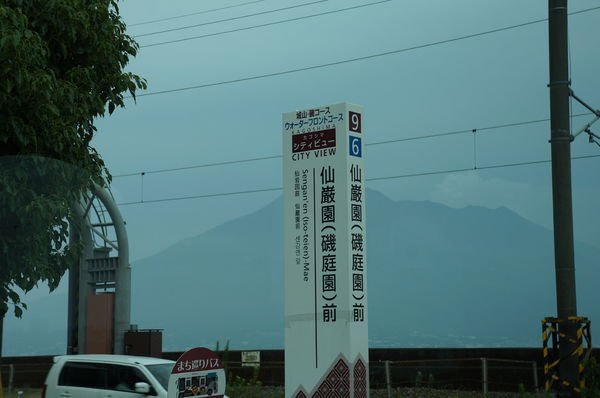 城山・磯コース
ウォーターフロントコース
KAGOSHIMA
カゴシマ
シティビュー
CITY VIEW
9
6
仙巌園(磯庭園)前
仙巌園(磯庭園)前
Sengan'en (Iso-teien)-Mae
まち巡りバス